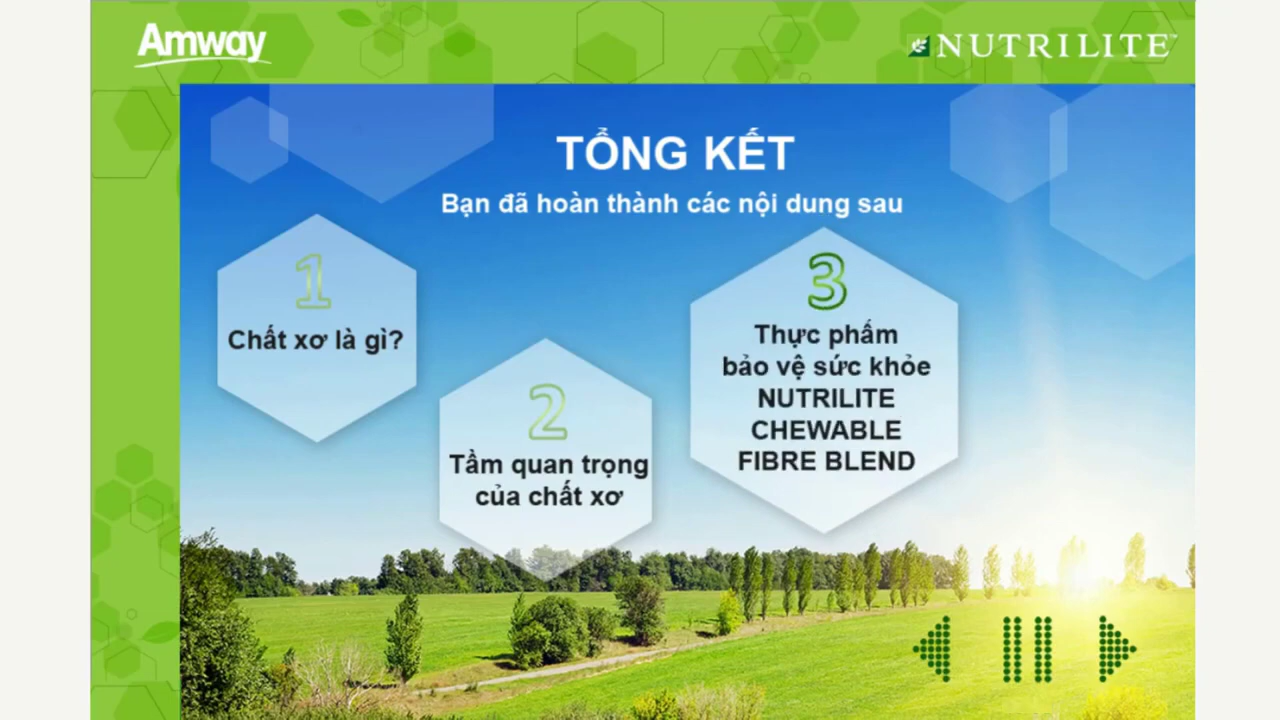 Amway
NUTRILITE™
TỔNG KẾT
Bạn đã hoàn thành các nội dung sau
1
Chất xơ là gì?
2
Tầm quan trọng
của chất xơ
3
Thực phẩm
bảo vệ sức khỏe
NUTRILITE
CHEWABLE
FIBRE BLEND